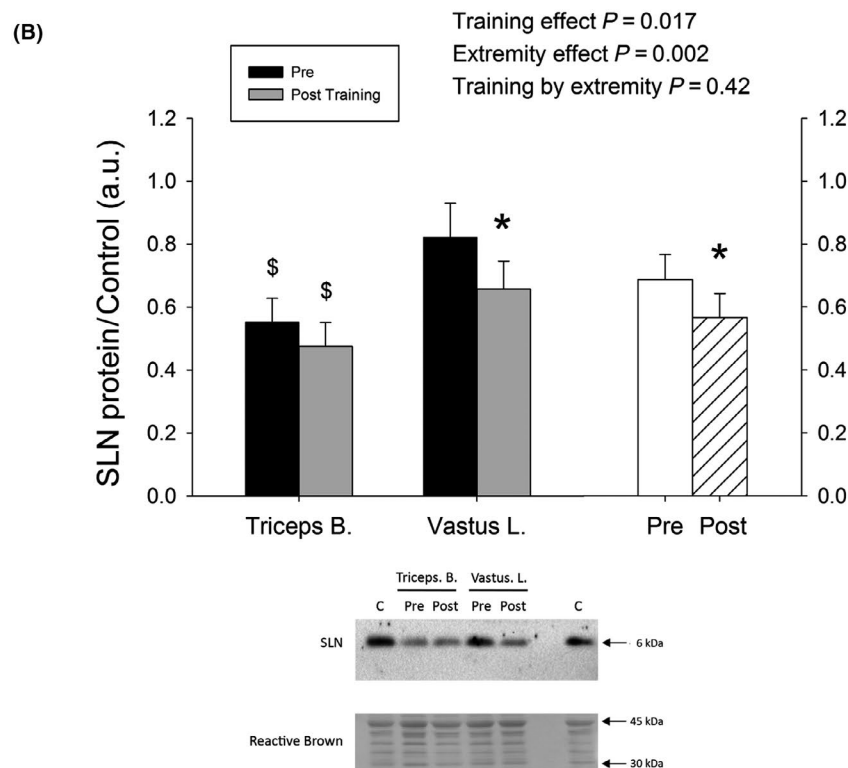 (B)
Training effect P = 0.017
Extremity effect P = 0.002
Training by extremity P = 0.42
Pre
Post Training
SLN protein/Control (a.u.)
1.2
1.0
0.8
0.6
0.4
0.2
0.0
$
$
*
*
1.2
1.0
0.8
0.6
0.4
0.2
0.0
Triceps B.
Vastus L.
Pre Post
Triceps. B. Vastus. L.
C Pre Post Pre Post C
SLN
6 kDa
Reactive Brown
45 kDa
30 kDa